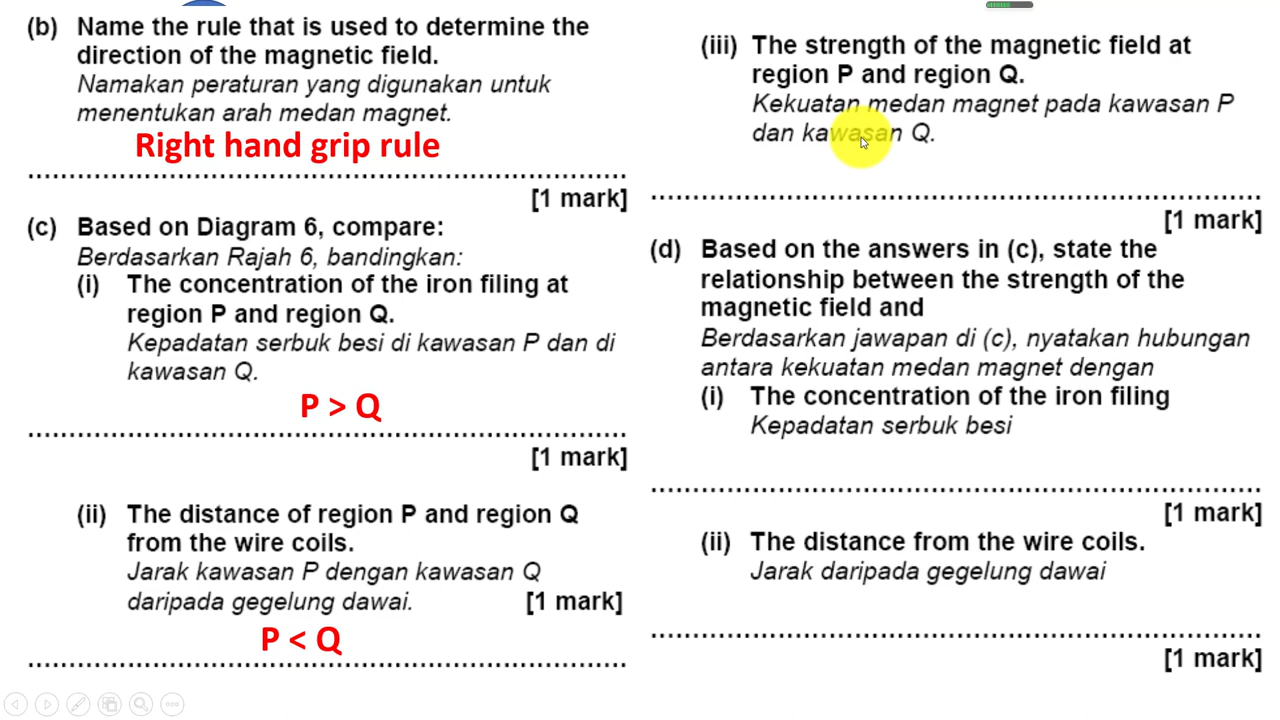 (b) Name the rule that is used to determine the
direction of the magnetic field.
Namakan peraturan yang digunakan untuk
menentukan arah medan magnet.
Right hand grip rule
[1 mark]
(c) Based on Diagram 6, compare:
Berdasarkan Rajah 6, bandingkan:
(i) The concentration of the iron filing at
region P and region Q.
Kepadatan serbuk besi di kawasan P dan di
kawasan Q.
P > Q
[1 mark]
(ii) The distance of region P and region Q
from the wire coils.
Jarak kawasan P dengan kawasan Q
daripada gegelung dawai. [1 mark]
P < Q
(iii) The strength of the magnetic field at
region P and region Q.
Kekuatan medan magnet pada kawasan P
dan kawasan Q.
[1 mark]
(d) Based on the answers in (c), state the
relationship between the strength of the
magnetic field and
Berdasarkan jawapan di (c), nyatakan hubungan
antara kekuatan medan magnet dengan
(i) The concentration of the iron filing
Kepadatan serbuk besi
[1 mark]
(ii) The distance from the wire coils.
Jarak daripada gegelung dawai
[1 mark]